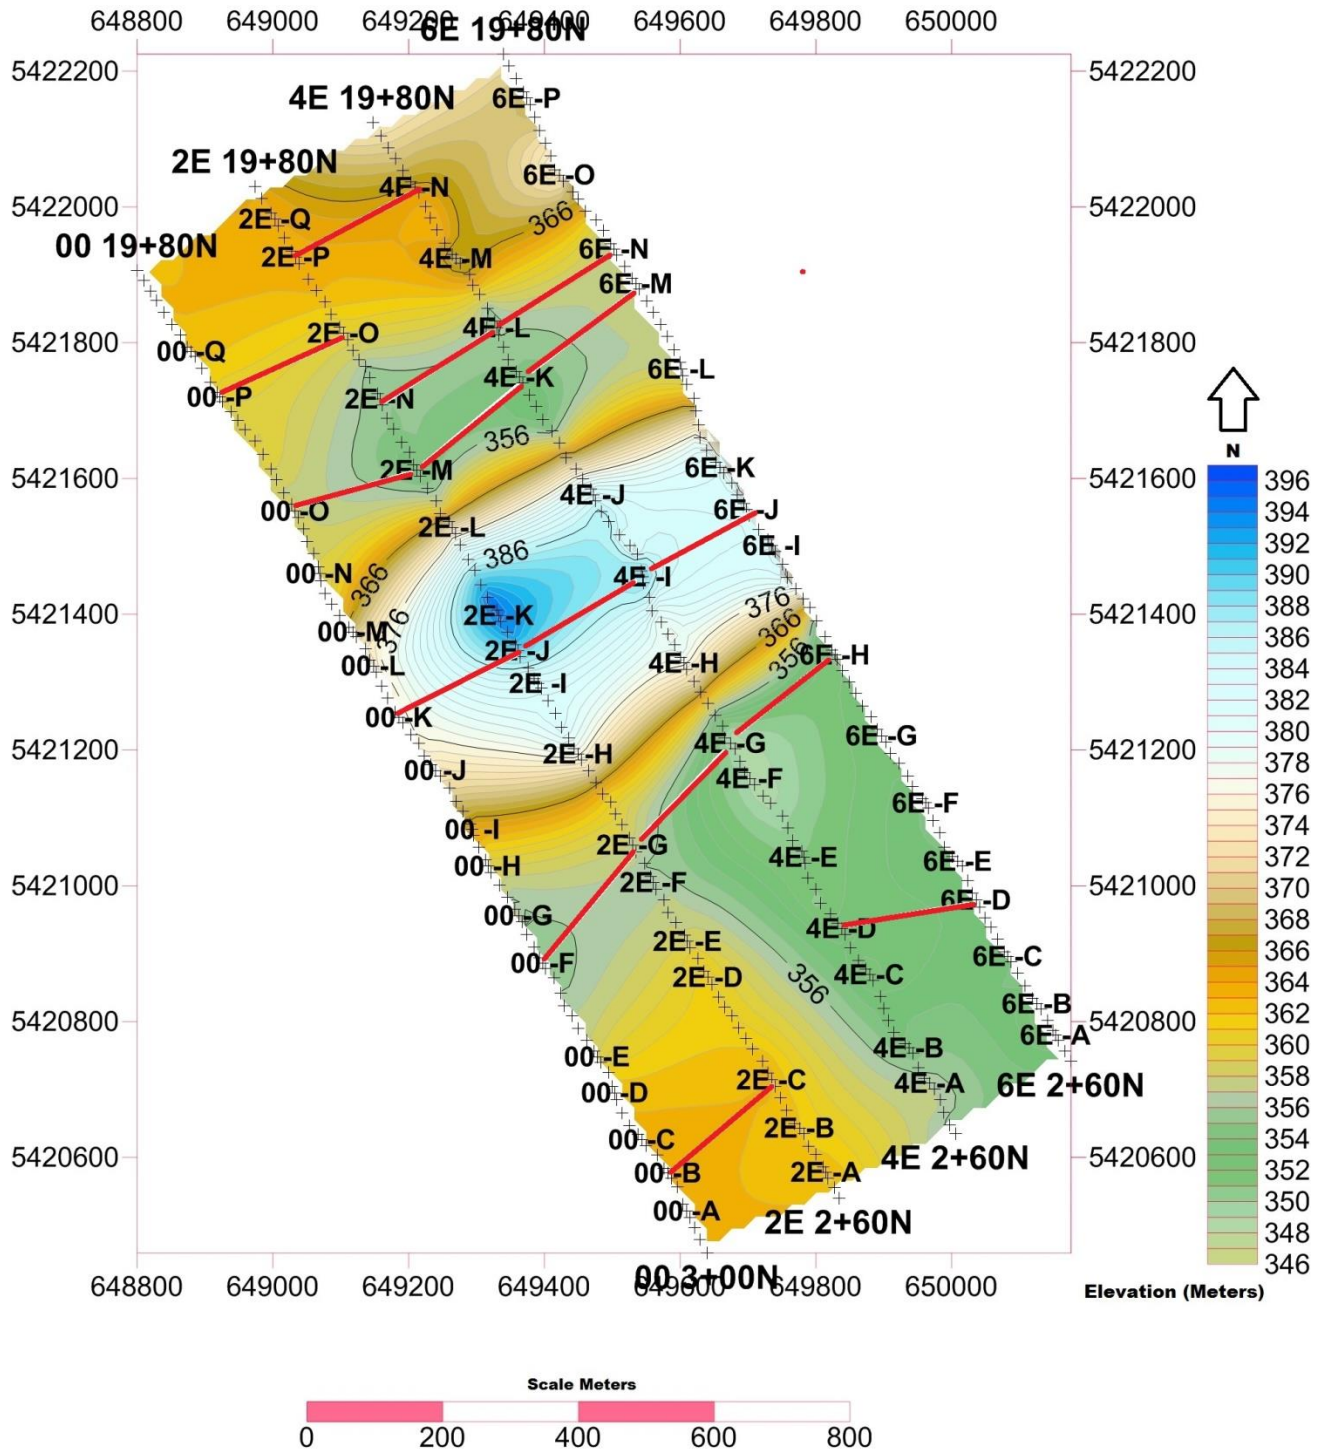 648800 649000 649200 649400 649600 649800 650000
6E 19+80N
5422200 5422200
4E 19+80N 6E -P
2E 19+80N 6E -O
4E -N
5422000 2E -Q 366 5422000
00 19+80N 2E -P 4E -M 6E -N
6E -M
5421800 00 -Q 2E -O 4E -L 5421800
00 -P 2E -N 4E -K 6E -L
356
5421600 2E -M 6E -K 5421600
00 -O 2E -L 4E -J 6E -J
386 6E -I
00 -N 366 4E -I
5421400 00 -M 376 2E -K 376 5421400
366
00 -L 2E -J 4E -H 356 6E -H
2E -I
00 -K
5421200 00 -J 2E -H 4E -G 6E -G 5421200
4E -F
00 -I 6E -F
00 -H 2E -G 4E -E 6E -E
5421000 2E -F 5421000
00 -G 4E -D 6E -D
00 -F 2E -E 6E -C
2E -D 356 4E -C
5420800 6E -B 5420800
00 -E 4E -B 6E -A
00 -D 2E -C 4E -A 6E 2+60N
00 -C 2E -B
5420600 00 -B 2E -A 4E 2+60N 5420600
00 -A 2E 2+60N
00 3+00N
648800 649000 649200 649400 649600 649800 650000
N
396
394
392
390
388
386
384
382
380
378
376
374
372
370
368
366
364
362
360
358
356
354
352
350
348
346
Elevation (Meters)
Scale Meters
0 200 400 600 800